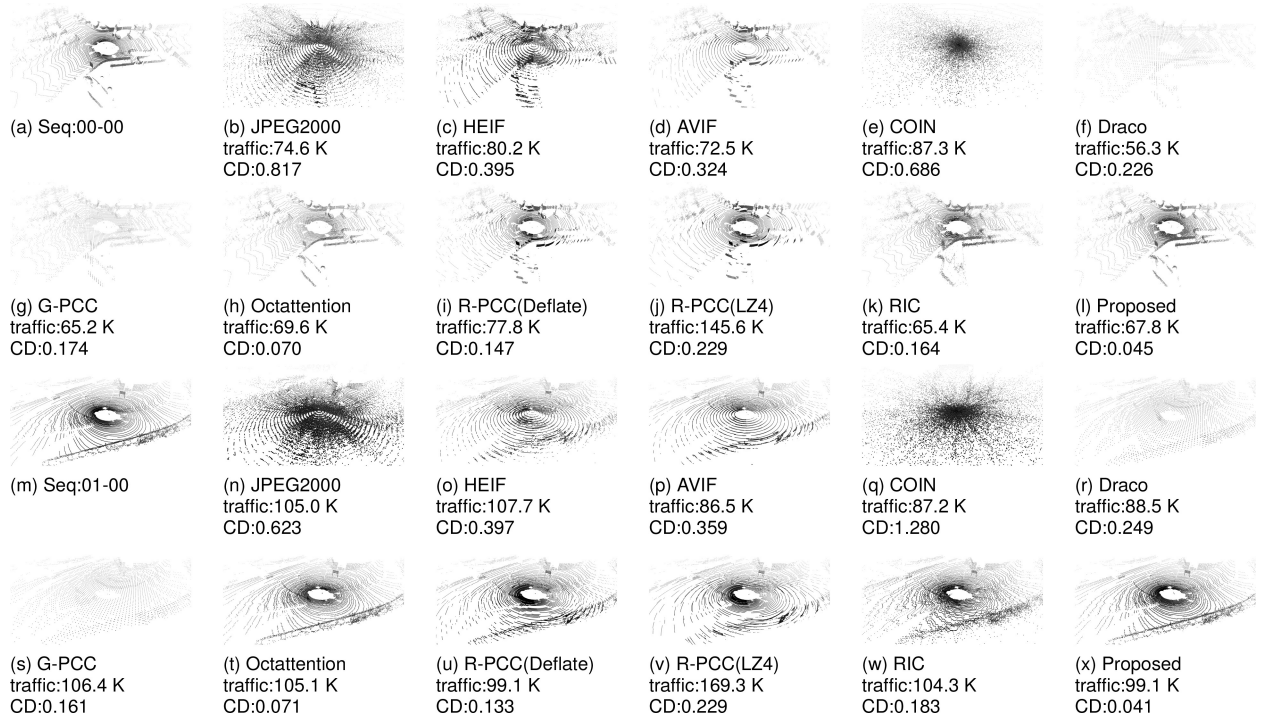 (a) Seq:00-00
(b) JPEG2000
traffic:74.6 K
CD:0.817
(c) HEIF
traffic:80.2 K
CD:0.395
(d) AVIF
traffic:72.5 K
CD:0.324
(e) COIN
traffic:87.3 K
CD:0.686
(f) Draco
traffic:56.3 K
CD:0.226
(g) G-PCC
traffic:65.2 K
CD:0.174
(h) Octattention
traffic:69.6 K
CD:0.070
(i) R-PCC(Deflate)
traffic:77.8 K
CD:0.147
(j) R-PCC(LZ4)
traffic:145.6 K
CD:0.229
(k) RIC
traffic:65.4 K
CD:0.164
(l) Proposed
traffic:67.8 K
CD:0.045
(m) Seq:01-00
(n) JPEG2000
traffic:105.0 K
CD:0.623
(o) HEIF
traffic:107.7 K
CD:0.397
(p) AVIF
traffic:86.5 K
CD:0.359
(q) COIN
traffic:87.2 K
CD:1.280
(r) Draco
traffic:88.5 K
CD:0.249
(s) G-PCC
traffic:106.4 K
CD:0.161
(t) Octattention
traffic:105.1 K
CD:0.071
(u) R-PCC(Deflate)
traffic:99.1 K
CD:0.133
(v) R-PCC(LZ4)
traffic:169.3 K
CD:0.229
(w) RIC
traffic:104.3 K
CD:0.183
(x) Proposed
traffic:99.1 K
CD:0.041